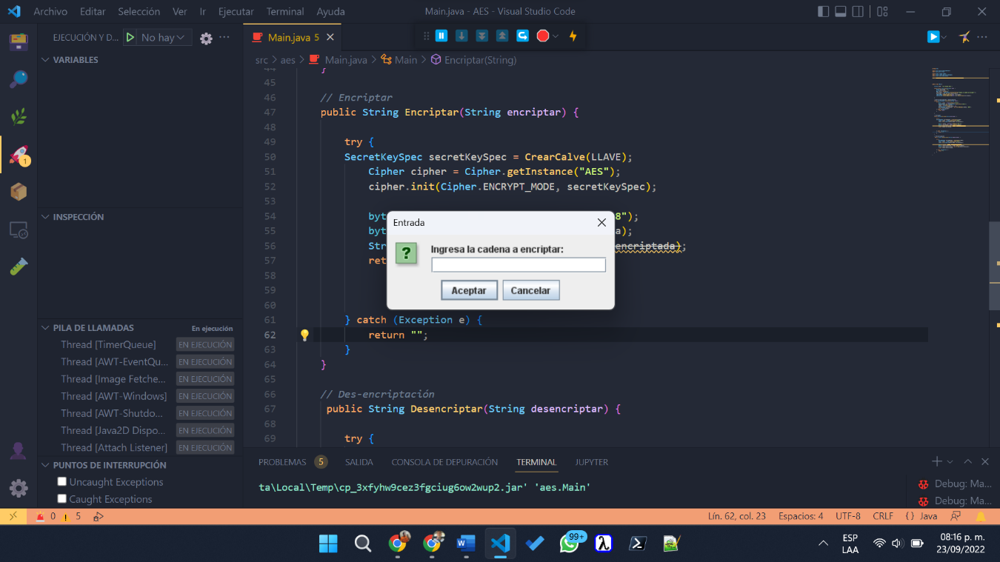 Archivo Editar Selección Ver Ir Ejecutar Terminal Ayuda
Main.java - AES - Visual Studio Code
EJECUCIÓN Y D...
No hay
Main.java 5
src > aes > Main.java > Main > Encriptar(String)
VARIABLES
INSPECCIÓN
PILA DE LLAMADAS En ejecución
Thread [TimerQueue] EN EJECUCIÓN
Thread [AWT-EventQu... EN EJECUCIÓN
Thread [Image Fetche... EN EJECUCIÓN
Thread [AWT-Windows] EN EJECUCIÓN
Thread [AWT-Shutdo... EN EJECUCIÓN
Thread [Java2D Dispo... EN EJECUCIÓN
Thread [Attach Listener] EN EJECUCIÓN
PUNTOS DE INTERRUPCIÓN
Uncaught Exceptions
Caught Exceptions
1
44 }
45
46 // Encriptar
47 public String Encriptar(String encriptar) {
48
49 try {
50 SecretKeySpec secretKeySpec = CrearCalve(LLAVE);
51 Cipher cipher = Cipher.getInstance("AES");
52 cipher.init(Cipher.ENCRYPT_MODE, secretKeySpec);
53
54 byt 8");
55 byt a);
56 Str encriptada);
57 ret
58
59
60
61 } catch (Exception e) {
62 return "";
63 }
64 }
65
66 // Des-encriptación
67 public String Desencriptar(String desencriptar) {
68
69 try {
Entrada
Ingresa la cadena a encriptar:
Aceptar Cancelar
PROBLEMAS 5 SALIDA CONSOLA DE DEPURACIÓN TERMINAL JUPYTER
ta\Local\Temp\cp_3xfyhw9cez3fgciug6ow2wup2.jar' 'aes.Main'
Debug: Ma...
Debug: Ma...
0 5
Lín. 62, col. 23 Espacios: 4 UTF-8 CRLF {} Java
99+
ESP
LAA
08:16 p. m.
23/09/2022